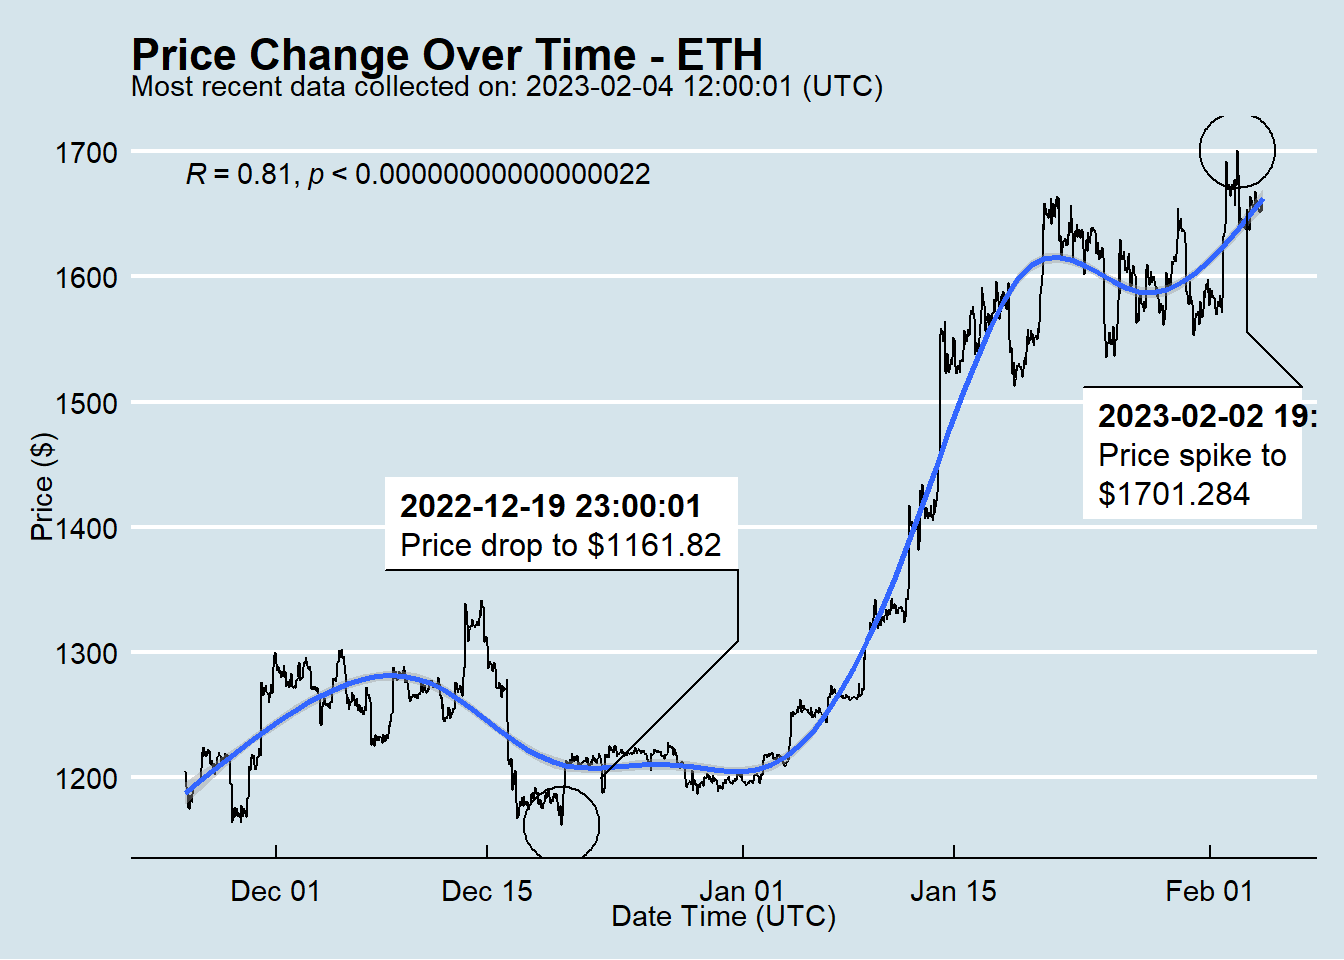 Price Change Over Time - ETH
Most recent data collected on: 2023-02-04 12:00:01 (UTC)
R = 0.81, p < 0.00000000000000022
1700
1600
1500
1400
1300
1200
Price ($)
2022-12-19 23:00:01
Price drop to $1161.82
2023-02-02 19:
Price spike to
$1701.284
Dec 01
Dec 15
Jan 01
Jan 15
Feb 01
Date Time (UTC)